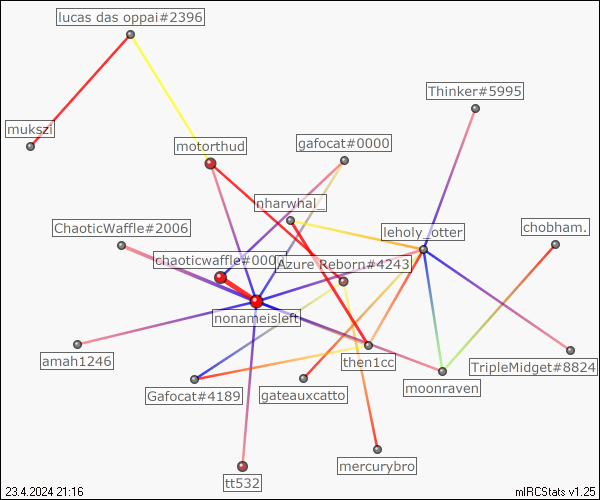 lucas das oppai#2396
Thinker#5995
mukszi
motorthud
gafocat#0000
nharwhal_
ChaoticWaffle#2006
leholy_otter
chobham.
chaoticwaffle#000
Azure Reborn#4243
nonameisleft
amah1246
then1cc
TripleMidget#8824
Gafocat#4189
gateauxcatto
moonraven
mercurybro
tt532
23.4.2024 21:16
mIRCStats v1.25